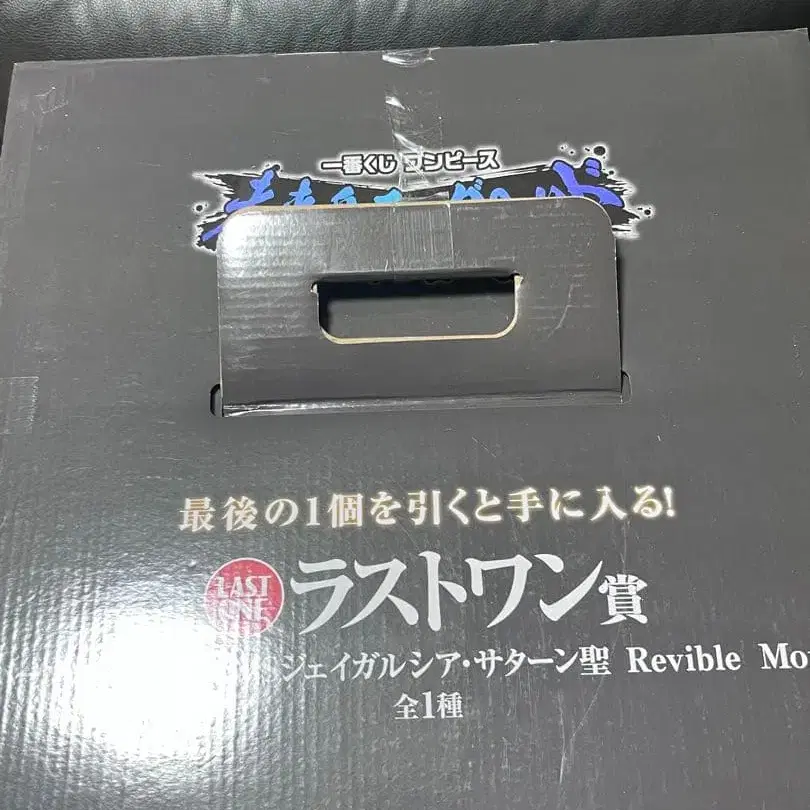 一番くじ ワンピース
最後の1個を引くと手に入る!
LAST
ONE
ラストワン賞
ジェイガルシア・サターン聖 Revible Mo
全1種